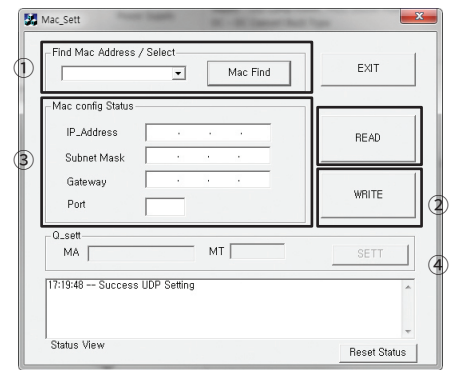 Mac_Sett
Find Mac Address / Select
①
Mac Find
EXIT
Mac config Status
③
IP_Address
Subnet Mask
Gateway
Port
READ
WRITE
②
Q_sett
MA
MT
SETT
④
17:19:48 -- Success UDP Setting
Status View
Reset Status